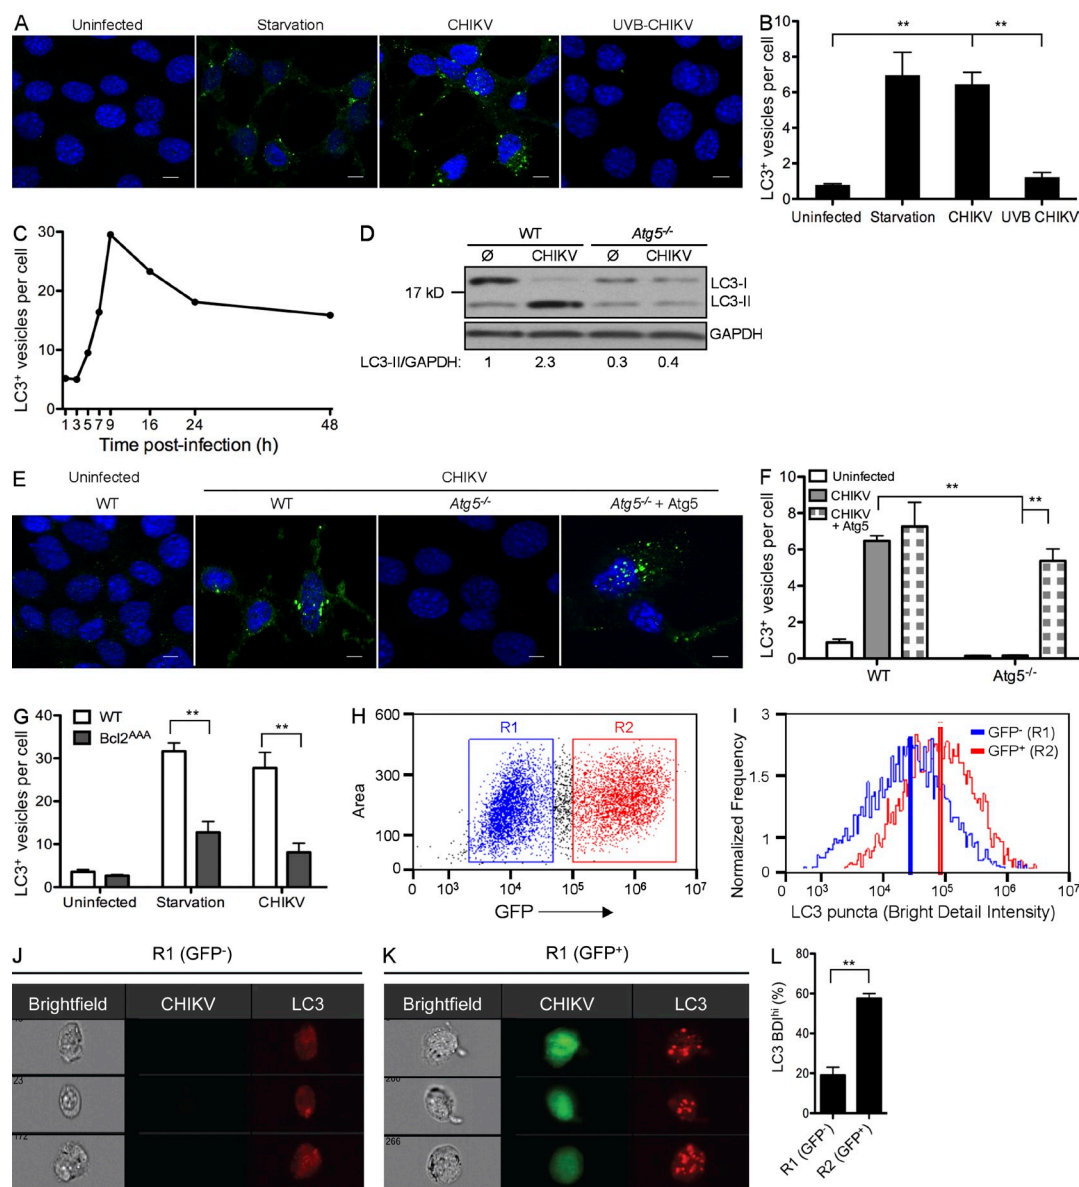 A
Uninfected Starvation CHIKV UVB-CHIKV
B
LC3⁺ vesicles per cell
10
8
6
4
2
0
** **
Uninfected Starvation CHIKV UVB CHIKV
C
LC3⁺ vesicles per cell
30
20
10
0
1 3 5 7 9 16 24 48
Time post-infection (h)
D
WT Atg5⁻/⁻
Ø CHIKV Ø CHIKV
17 kD
LC3-I
LC3-II
GAPDH
LC3-II/GAPDH: 1 2.3 0.3 0.4
E
Uninfected CHIKV
WT WT Atg5⁻/⁻ Atg5⁻/⁻ + Atg5
F
LC3⁺ vesicles per cell
10
8
6
4
2
0
Uninfected
CHIKV
CHIKV
+ Atg5
** **
WT Atg5⁻/⁻
G
LC3⁺ vesicles per cell
40
30
20
10
0
WT
Bcl2ᴬᴬᴬ
** **
Uninfected Starvation CHIKV
H
Area
600
300
100
0
R1 R2
0 10³ 10⁴ 10⁵ 10⁶ 10⁷
GFP
I
Normalized Frequency
3
1.5
1
0
GFP⁻ (R1)
GFP⁺ (R2)
0 10³ 10⁴ 10⁵ 10⁶ 10⁷
LC3 puncta (Bright Detail Intensity)
J
R1 (GFP⁻)
Brightfield CHIKV LC3
23
172
K
R1 (GFP⁺)
Brightfield CHIKV LC3
266
L
LC3 BDIʰⁱ (%)
80
60
40
20
0
**
R1 (GFP⁻)
R2 (GFP⁺)